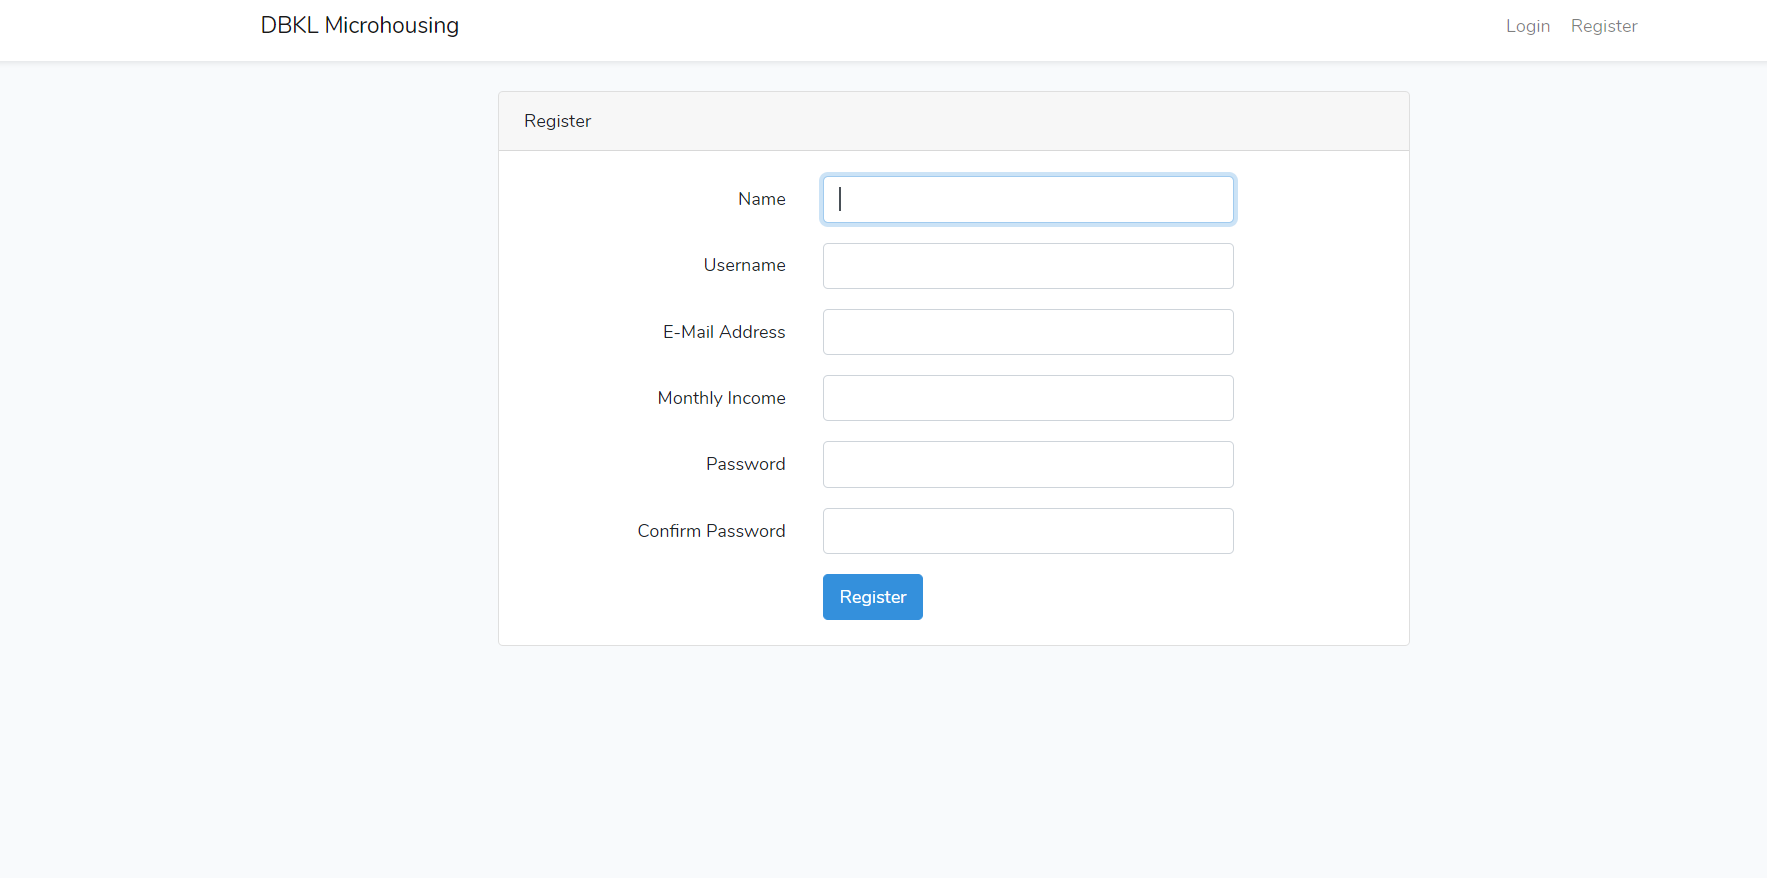 DBKL Microhousing
Login Register
Register
Name
Username
E-Mail Address
Monthly Income
Password
Confirm Password
Register